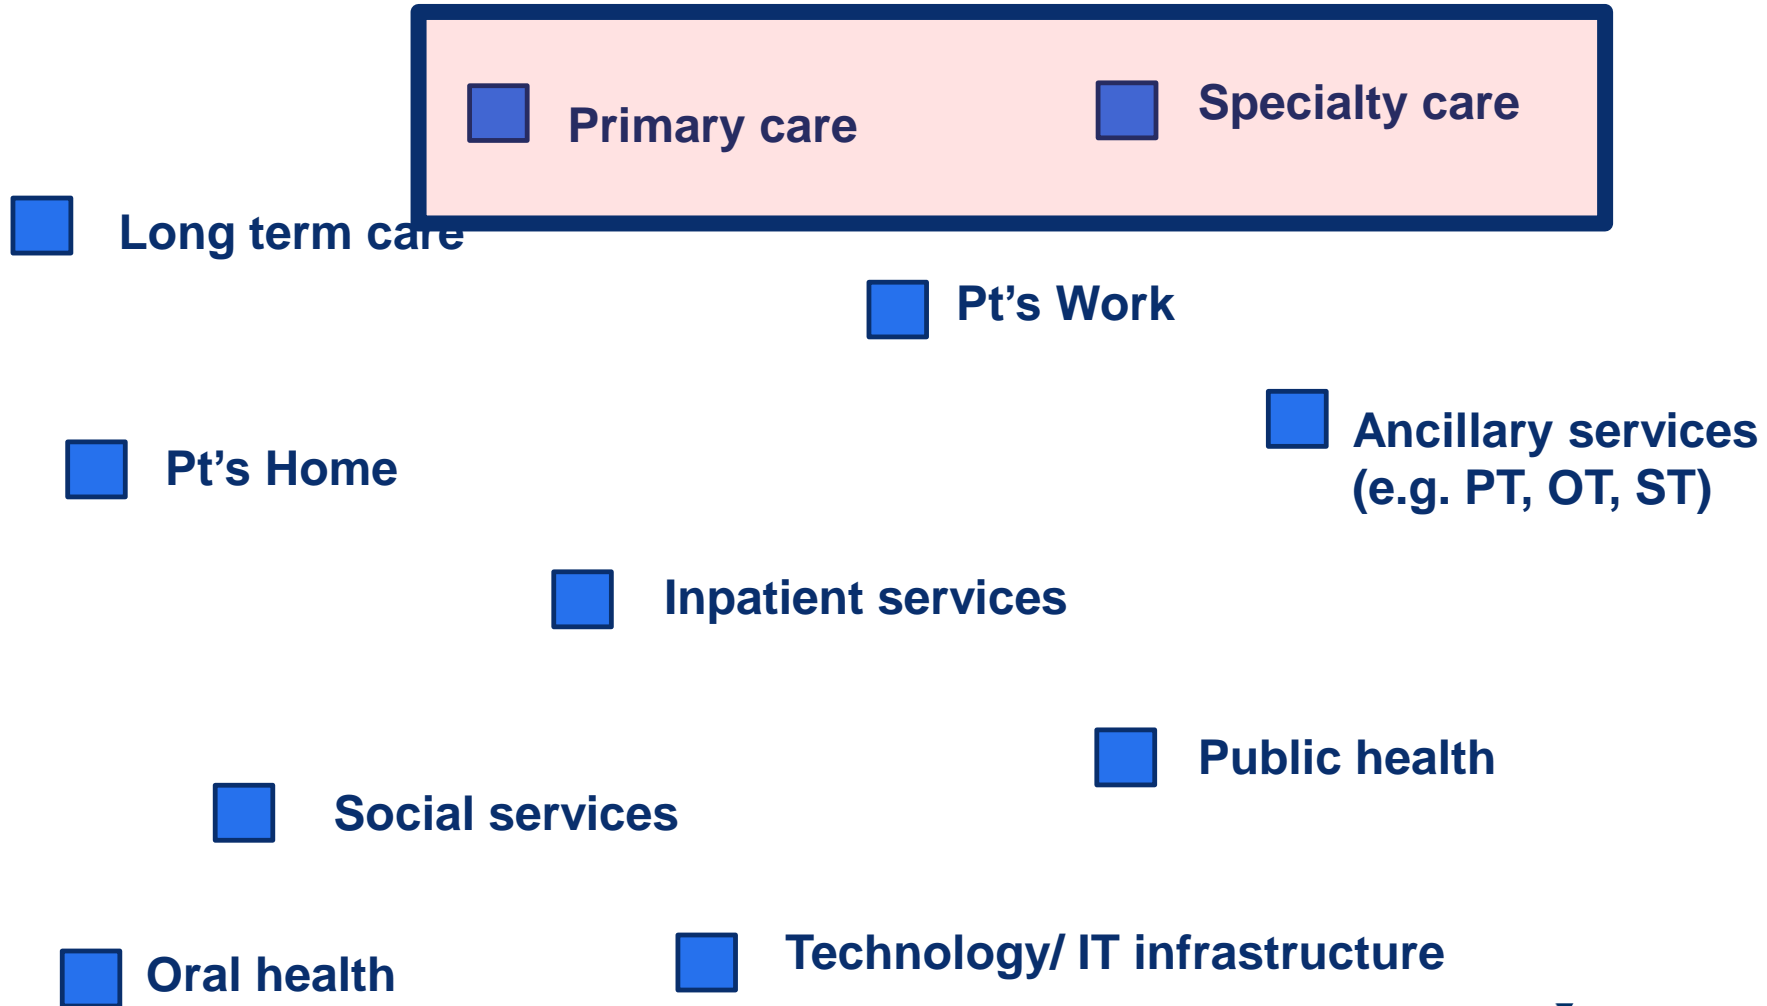 Primary care
Specialty care
Long term care
Pt’s Work
Ancillary services
(e.g. PT, OT, ST)
Pt’s Home
Inpatient services
Public health
Social services
Technology/ IT infrastructure
Oral health